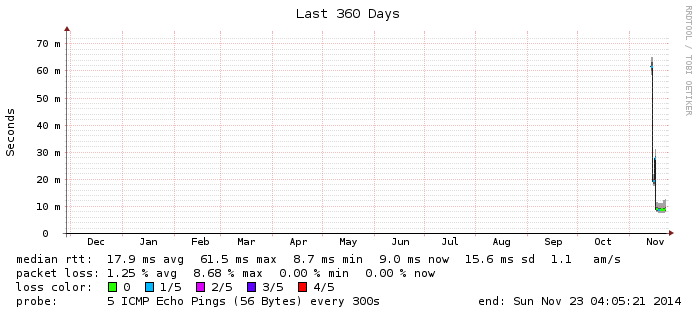 Last 360 Days
RRDTOOL / TOBI OETIKER
Seconds
70 m
60 m
50 m
40 m
30 m
20 m
10 m
0
Dec Jan Feb Mar Apr May Jun Jul Aug Sep Oct Nov
median rtt: 17.9 ms avg 61.5 ms max 8.7 ms min 9.0 ms now 15.6 ms sd 1.1 am/s
packet loss: 1.25 % avg 8.68 % max 0.00 % min 0.00 % now
loss color: 0 1/5 2/5 3/5 4/5
probe: 5 ICMP Echo Pings (56 Bytes) every 300s end: Sun Nov 23 04:05:21 2014